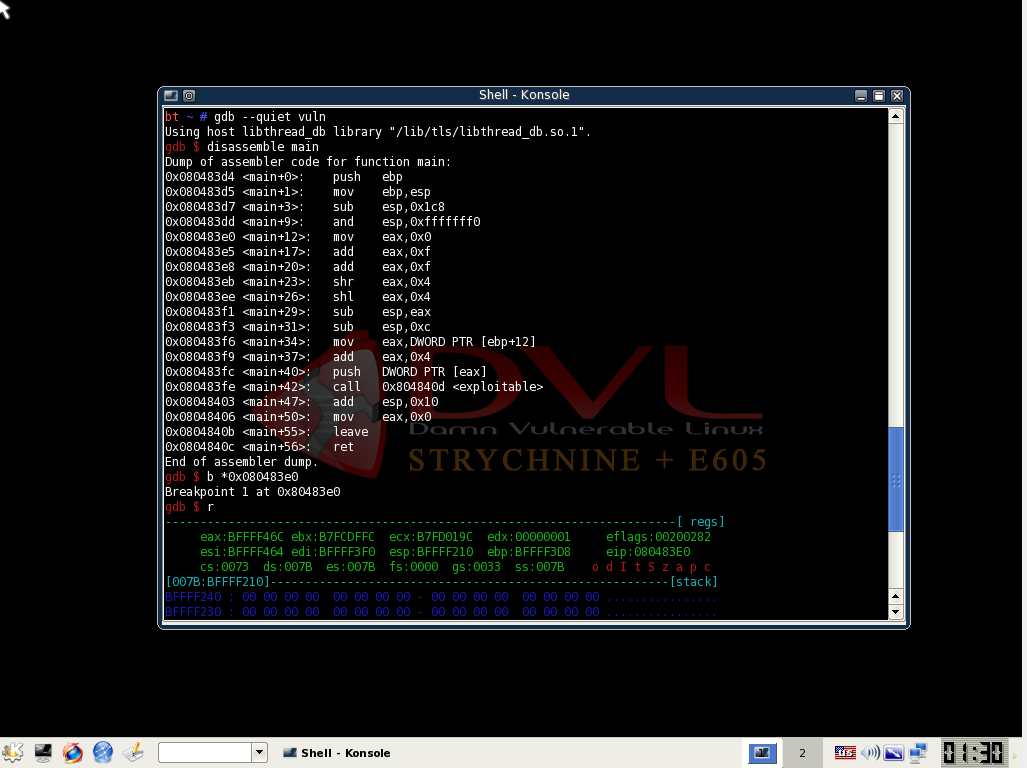 Shell - Konsole
bt ~ # gdb --quiet vuln
Using host libthread_db library "/lib/tls/libthread_db.so.1".
gdb $ disassemble main
Dump of assembler code for function main:
0x080483d4 <main+0>: push ebp
0x080483d5 <main+1>: mov ebp,esp
0x080483d7 <main+3>: sub esp,0x1c8
0x080483dd <main+9>: and esp,0xfffffff0
0x080483e0 <main+12>: mov eax,0x0
0x080483e5 <main+17>: add eax,0xf
0x080483e8 <main+20>: add eax,0xf
0x080483eb <main+23>: shr eax,0x4
0x080483ee <main+26>: shl eax,0x4
0x080483f1 <main+29>: sub esp,eax
0x080483f3 <main+31>: sub esp,0xc
0x080483f6 <main+34>: mov eax,DWORD PTR [ebp+12]
0x080483f9 <main+37>: add eax,0x4
0x080483fc <main+40>: push DWORD PTR [eax]
0x080483fe <main+42>: call 0x804840d <exploitable>
0x08048403 <main+47>: add esp,0x10
0x08048406 <main+50>: mov eax,0x0
0x0804840b <main+55>: leave
0x0804840c <main+56>: ret
End of assembler dump.
gdb $ b *0x080483e0
Breakpoint 1 at 0x80483e0
gdb $ r
-------------------------------------------------------------------------[ regs]
eax:BFFFF46C ebx:B7FCDFFC ecx:B7FD019C edx:00000001 eflags:00200282
esi:BFFFF464 edi:BFFFF3F0 esp:BFFFF210 ebp:BFFFF3D8 eip:080483E0
cs:0073 ds:007B es:007B fs:0000 gs:0033 ss:007B o d I t S z a p c
[007B:BFFFF210]---------------------------------------------------------[stack]
BFFFF240 : 00 00 00 00 00 00 00 00 - 00 00 00 00 00 00 00 00 ................
BFFFF230 : 00 00 00 00 00 00 00 00 - 00 00 00 00 00 00 00 00 ................
DVL
Damn Vulnerable Linux
STRYCHNINE + E605
Shell - Konsole
2
US
01:30